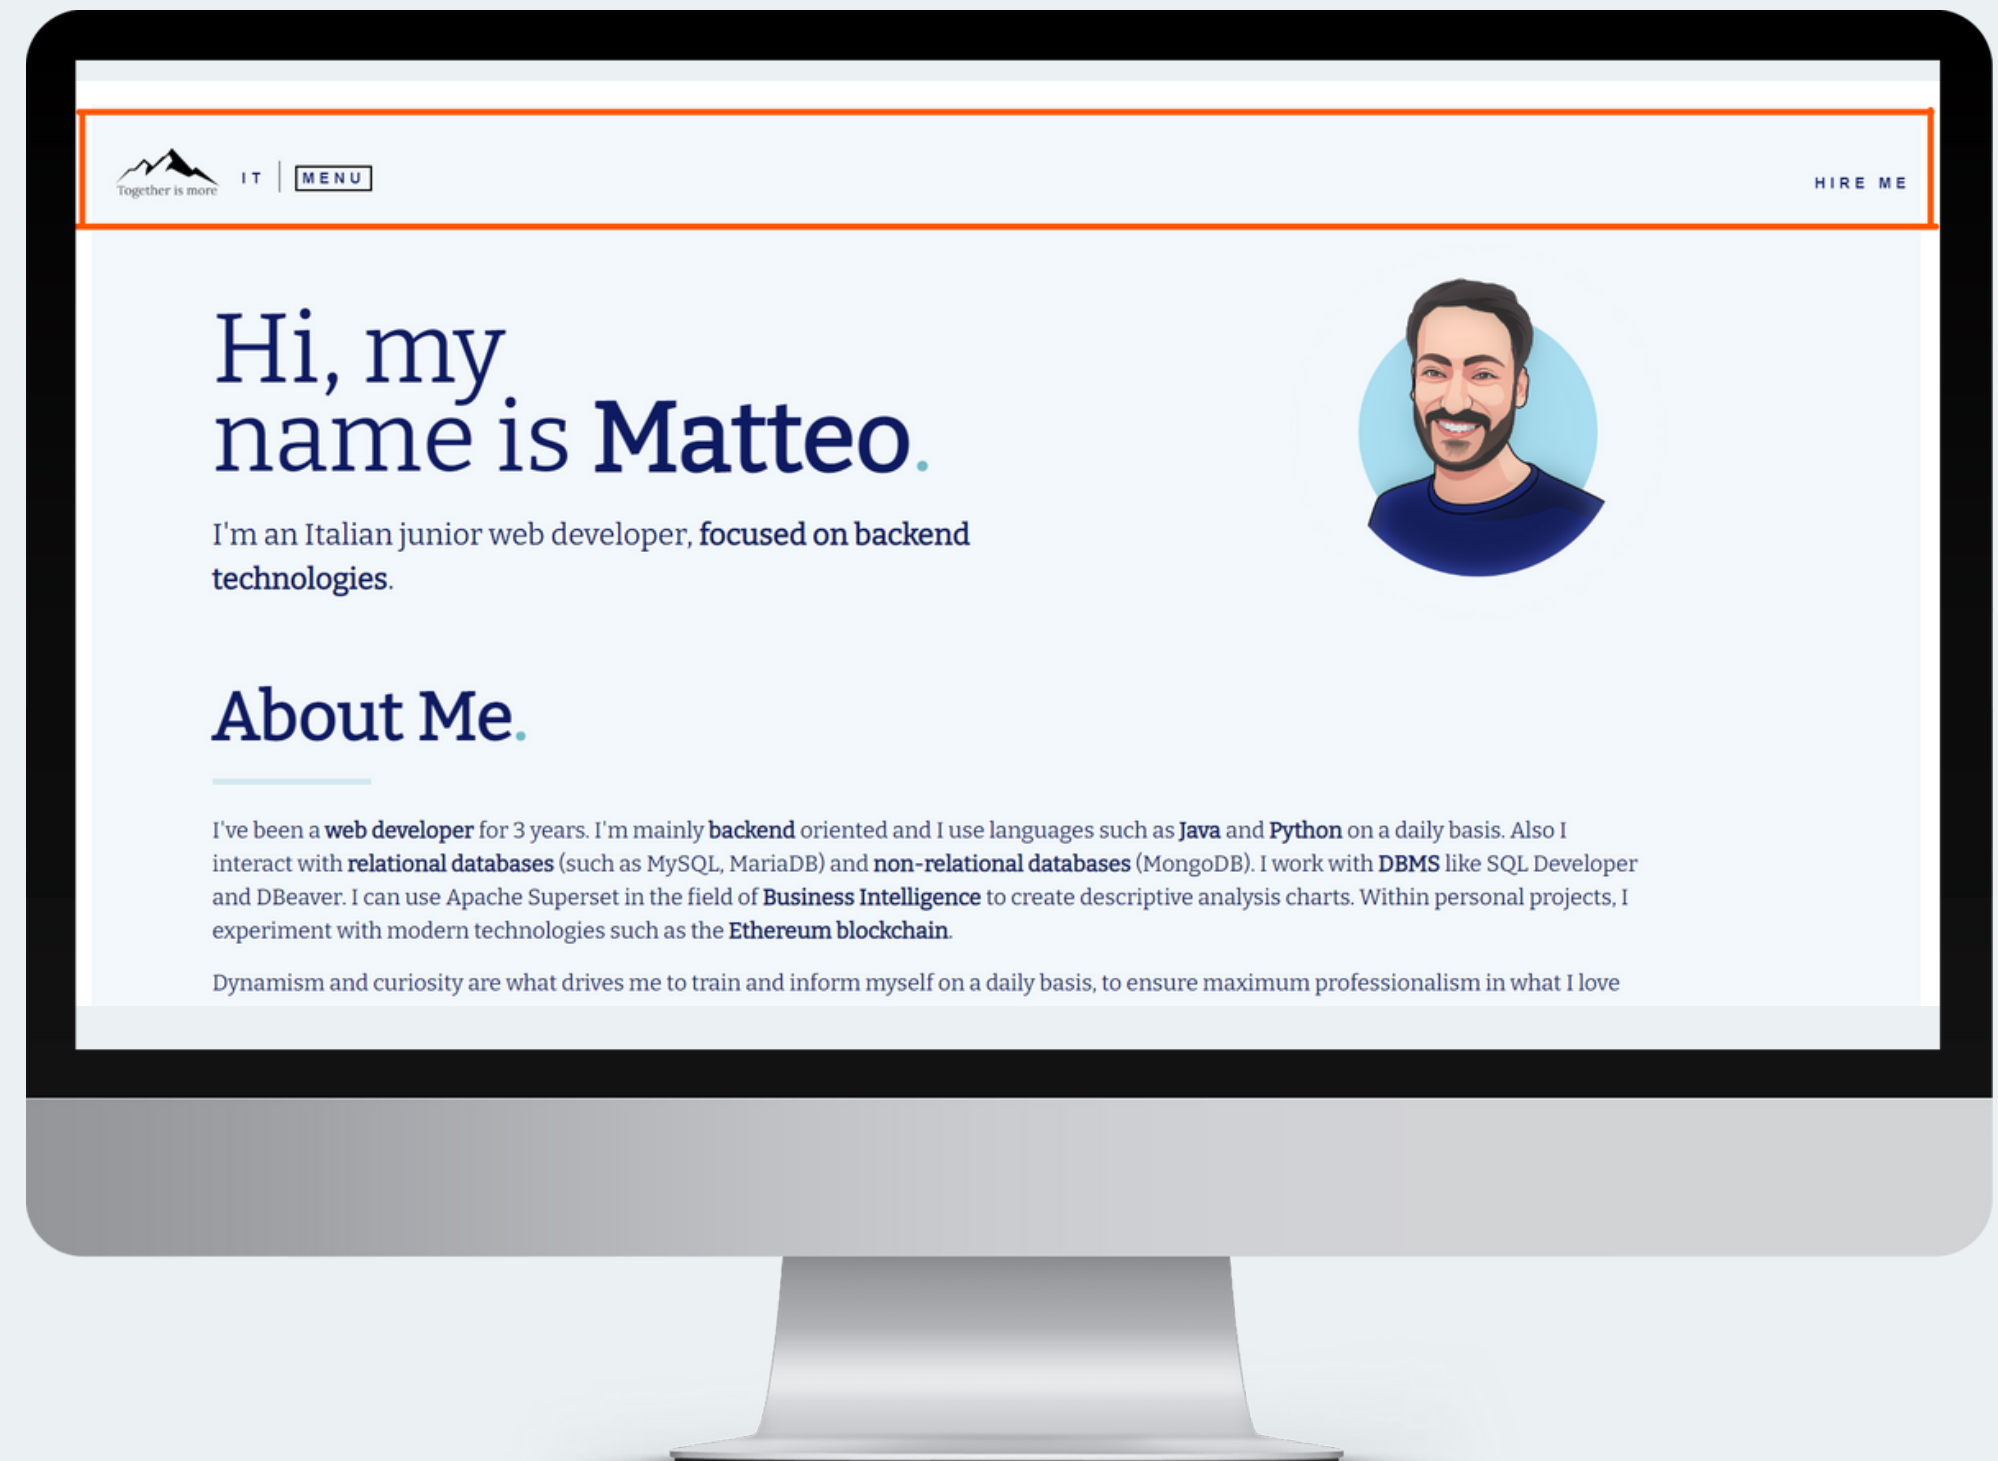 Together is more
IT
MENU
HIRE ME
Hi, my
name is Matteo.
I'm an Italian junior web developer, focused on backend
technologies.
About Me.
I've been a web developer for 3 years. I'm mainly backend oriented and I use languages such as Java and Python on a daily basis. Also I
interact with relational databases (such as MySQL, MariaDB) and non-relational databases (MongoDB). I work with DBMS like SQL Developer
and DBeaver. I can use Apache Superset in the field of Business Intelligence to create descriptive analysis charts. Within personal projects, I
experiment with modern technologies such as the Ethereum blockchain.
Dynamism and curiosity are what drives me to train and inform myself on a daily basis, to ensure maximum professionalism in what I love